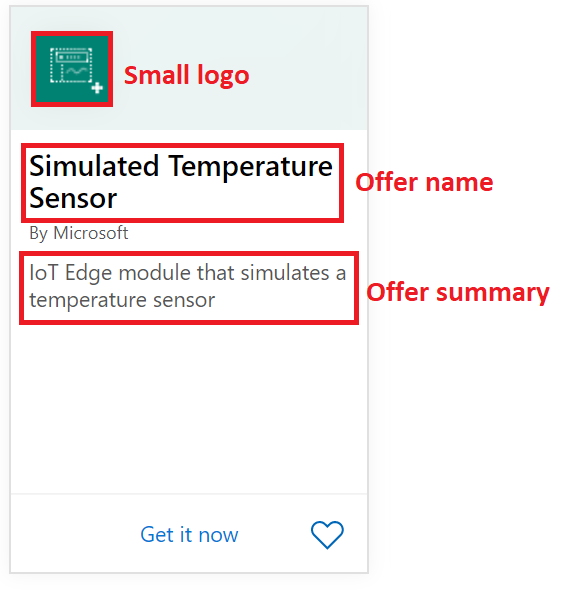 Small logo
Simulated Temperature
Sensor
Offer name
By Microsoft
IoT Edge module that simulates a
temperature sensor
Offer summary
Get it now